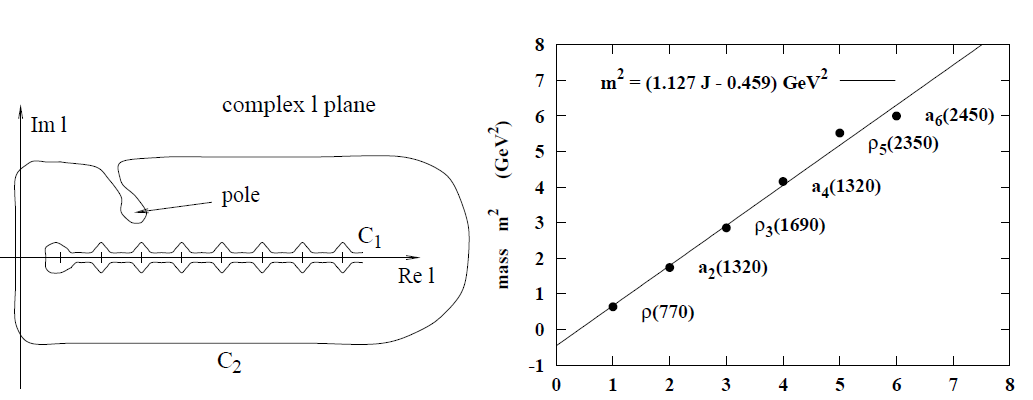 complex l plane
Im l
pole
C₁
Re l
C₂
8
7
6
5
4
3
2
1
0
-1
mass m² (GeV²)
m² = (1.127 J - 0.459) GeV²
a₆(2450)
ρ₅(2350)
a₄(1320)
ρ₃(1690)
a₂(1320)
ρ(770)
0 1 2 3 4 5 6 7 8